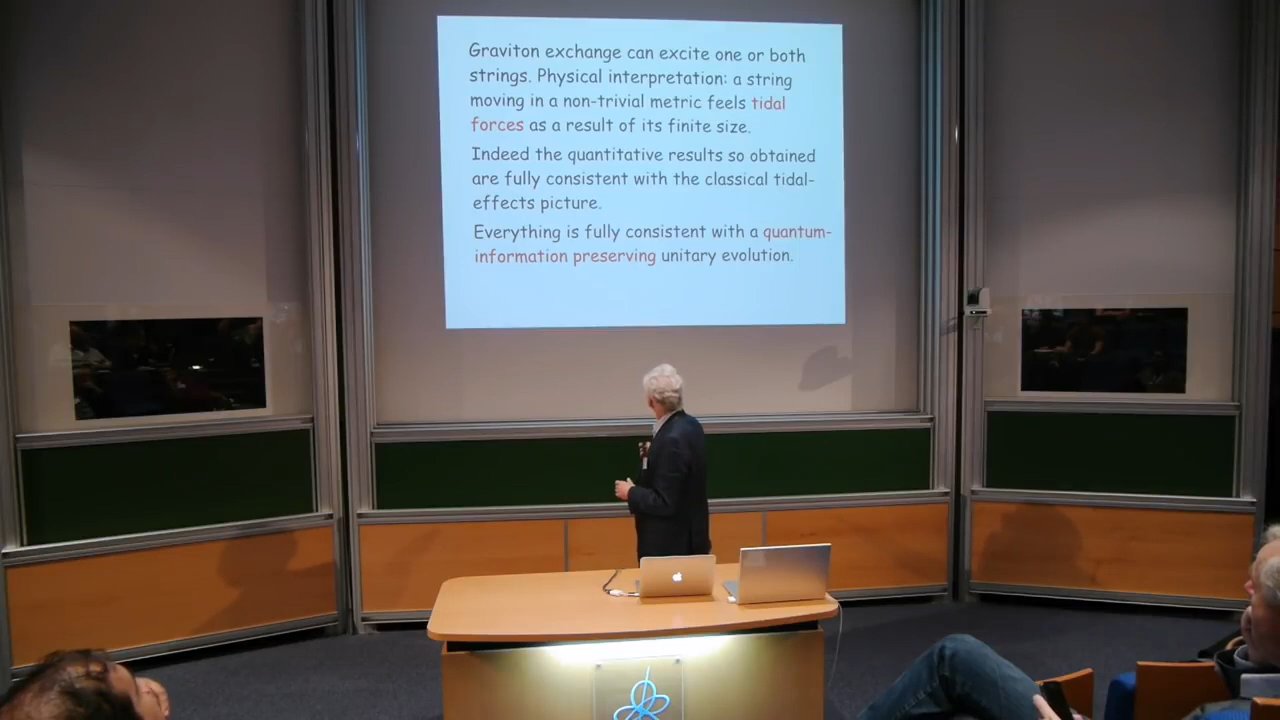 Graviton exchange can excite one or both
strings. Physical interpretation: a string
moving in a non-trivial metric feels tidal
forces as a result of its finite size.
Indeed the quantitative results so obtained
are fully consistent with the classical tidal-
effects picture.
Everything is fully consistent with a quantum-
information preserving unitary evolution.